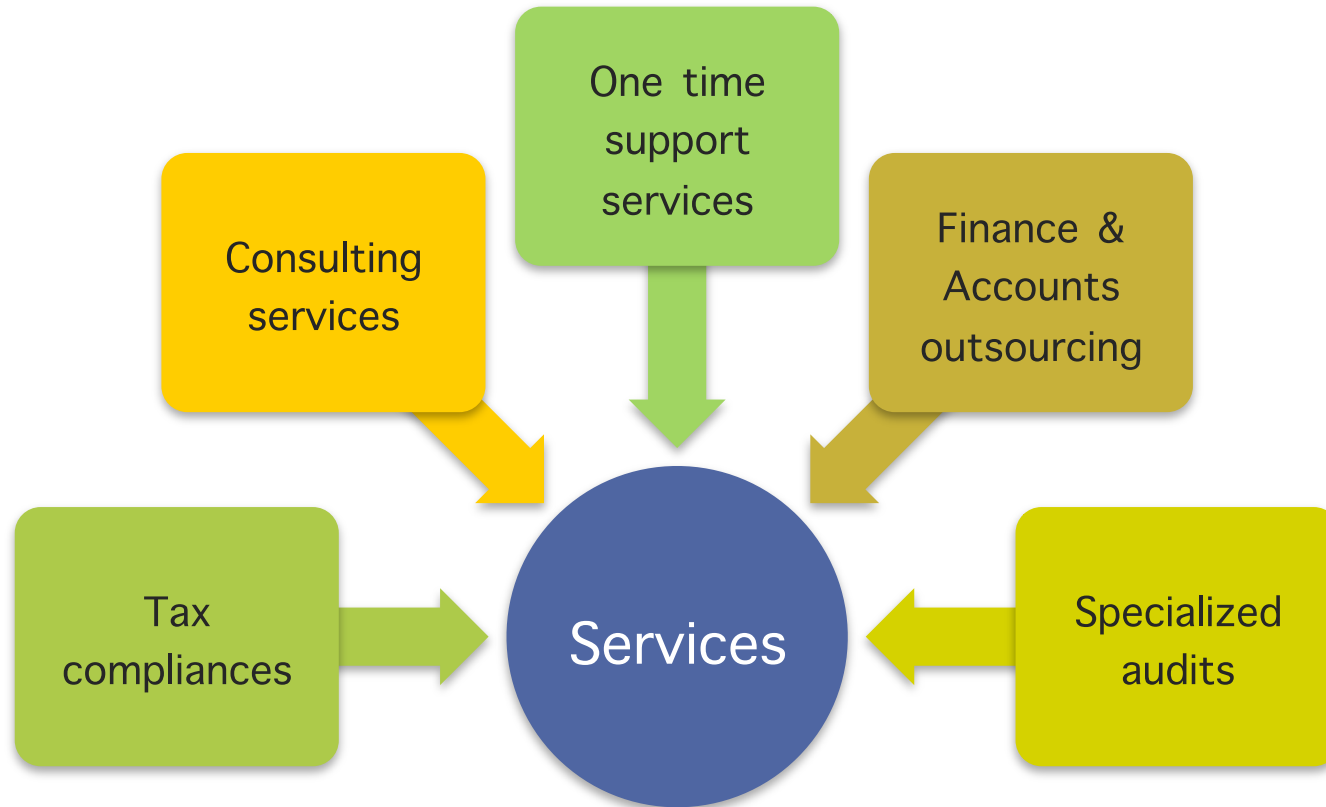 One time
support
services
Consulting
services
Finance &
Accounts
outsourcing
Tax
compliances
Services
Specialized
audits